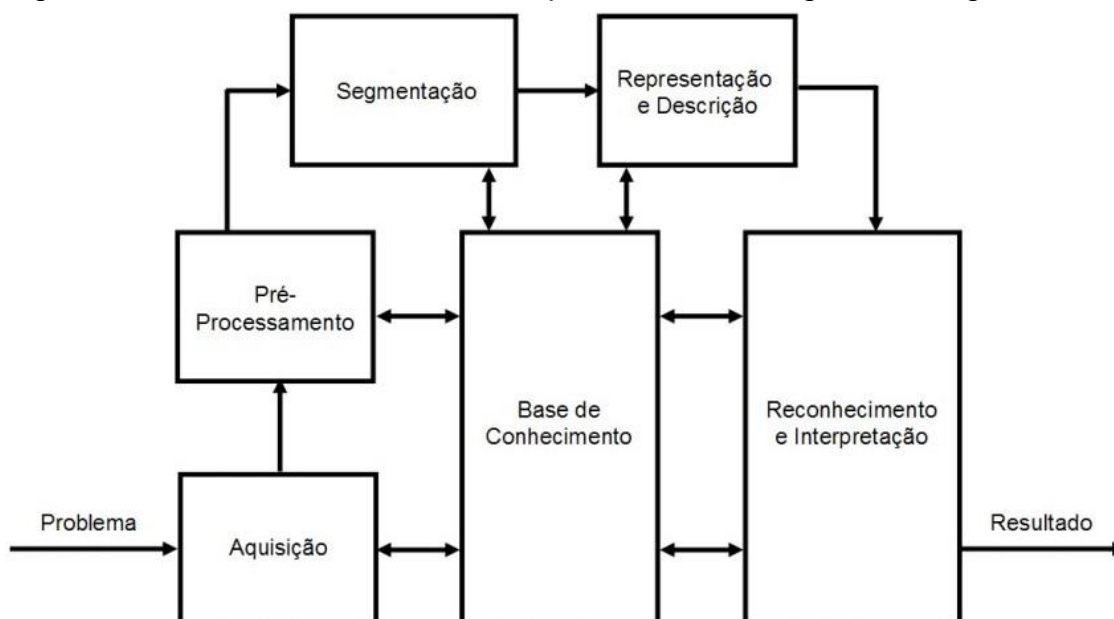 Segmentação
Representação
e Descrição
Pré-
Processamento
Base de
Conhecimento
Reconhecimento
e Interpretação
Problema
Aquisição
Resultado